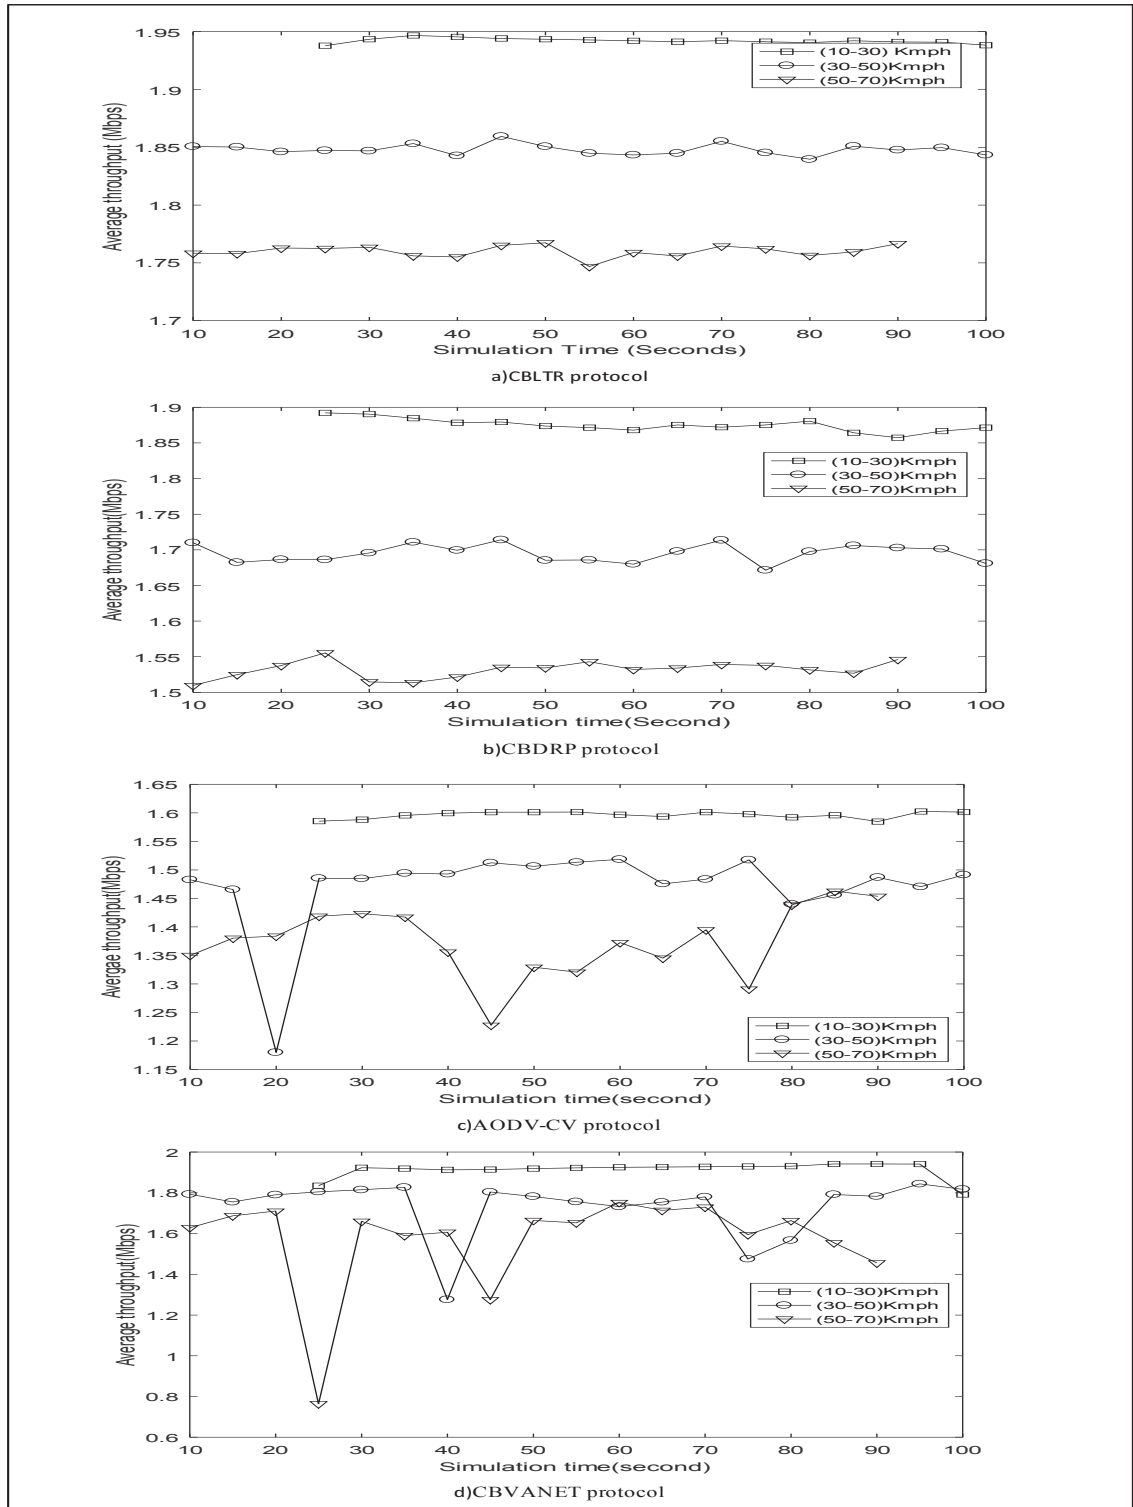 1.95
1.9
1.85
1.8
1.75
1.7
Average throughput (Mbps)
(10-30) Kmph
(30-50)Kmph
(50-70)Kmph
10 20 30 40 50 60 70 80 90 100
Simulation Time (Seconds)
a)CBLTR protocol
1.9
1.85
1.8
1.75
1.7
1.65
1.6
1.55
1.5
Average throughput(Mbps)
(10-30)Kmph
(30-50)Kmph
(50-70)Kmph
10 20 30 40 50 60 70 80 90 100
Simulation time(Second)
b)CBDRP protocol
1.65
1.6
1.55
1.5
1.45
1.4
1.35
1.3
1.25
1.2
1.15
Avergae throughput(Mbps)
(10-30)Kmph
(30-50)Kmph
(50-70)Kmph
10 20 30 40 50 60 70 80 90 100
Simulation time(second)
c)AODV-CV protocol
2
1.8
1.6
1.4
1.2
1
0.8
0.6
Average throughput(Mbps)
(10-30)Kmph
(30-50)Kmph
(50-70)Kmph
10 20 30 40 50 60 70 80 90 100
Simulation time(second)
d)CBVANET protocol